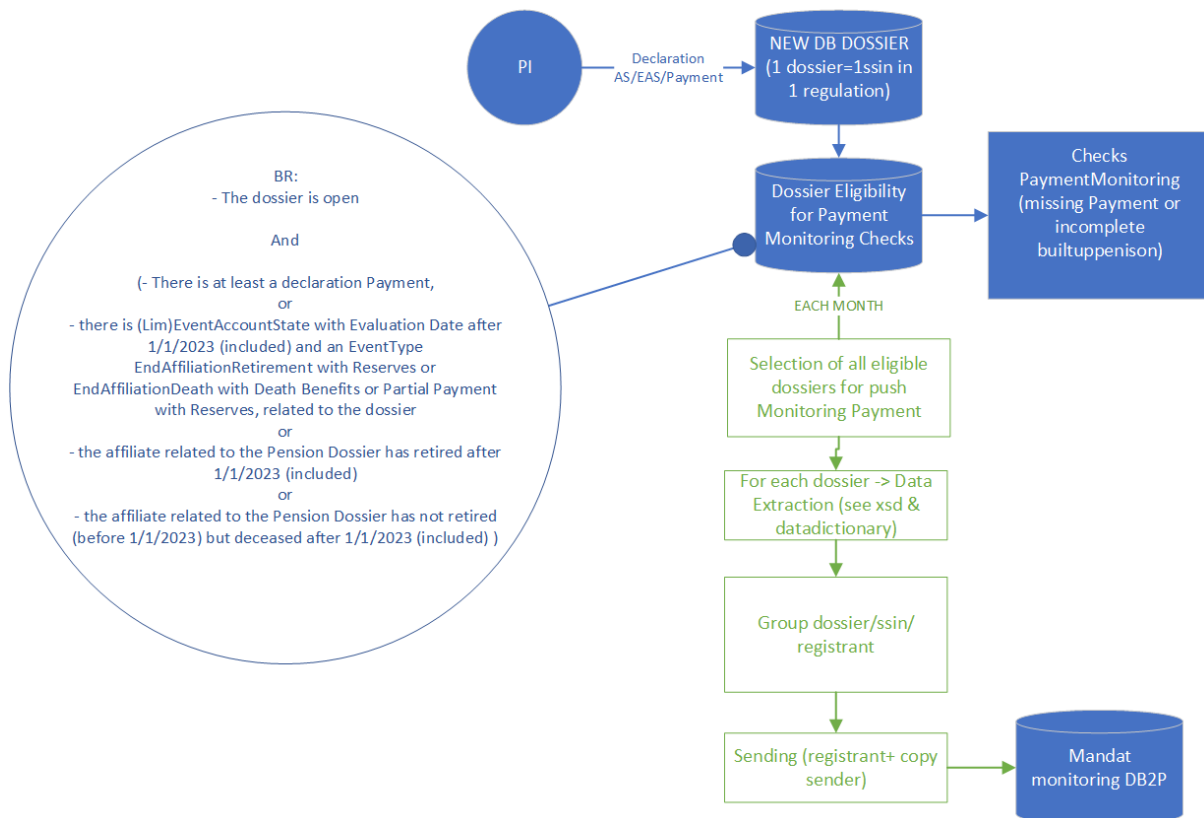 PI
Declaration
AS/EAS/Payment
NEW DB DOSSIER
(1 dossier=1ssin in
1 regulation)
BR:
- The dossier is open
And
(- There is at least a declaration Payment,
or
- there is (Lim)EventAccountState with Evaluation Date after
1/1/2023 (included) and an EventType
EndAffiliationRetirement with Reserves or
EndAffiliationDeath with Death Benefits or Partial Payment
with Reserves, related to the dossier
or
- the affiliate related to the Pension Dossier has retired after
1/1/2023 (included)
or
- the affiliate related to the Pension Dossier has not retired
(before 1/1/2023) but deceased after 1/1/2023 (included) )
Dossier Eligibility
for Payment
Monitoring Checks
Checks
PaymentMonitoring
(missing Payment or
incomplete
builtuppenison)
EACH MONTH
Selection of all eligible
dossiers for push
Monitoring Payment
For each dossier -> Data
Extraction (see xsd &
datadictionary)
Group dossier/ssin/
registrant
Sending (registrant+ copy
sender)
Mandat
monitoring DB2P